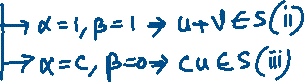 → α = 1, β = 1 → u + v ∈ S (ii)
→ α = c, β = 0 → cu ∈ S (iii)